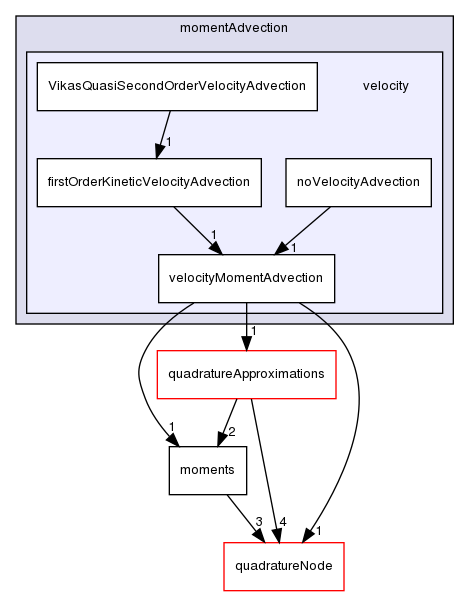 momentAdvection
VikasQuasiSecondOrderVelocityAdvection
velocity
1
firstOrderKineticVelocityAdvection
noVelocityAdvection
1
1
velocityMomentAdvection
1
quadratureApproximations
1
2
moments
3
4
1
quadratureNode